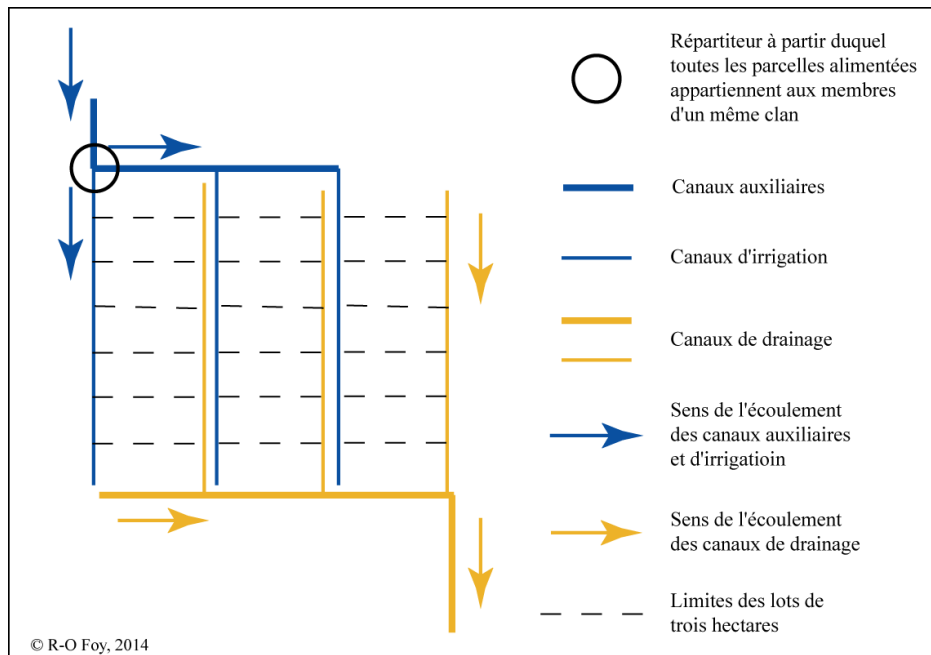 Répartiteur à partir duquel
toutes les parcelles alimentées
appartiennent aux membres
d'un même clan
Canaux auxiliaires
Canaux d'irrigation
Canaux de drainage
Sens de l'écoulement
des canaux auxiliaires
et d'irrigatioin
Sens de l'écoulement
des canaux de drainage
Limites des lots de
trois hectares
© R-O Foy, 2014